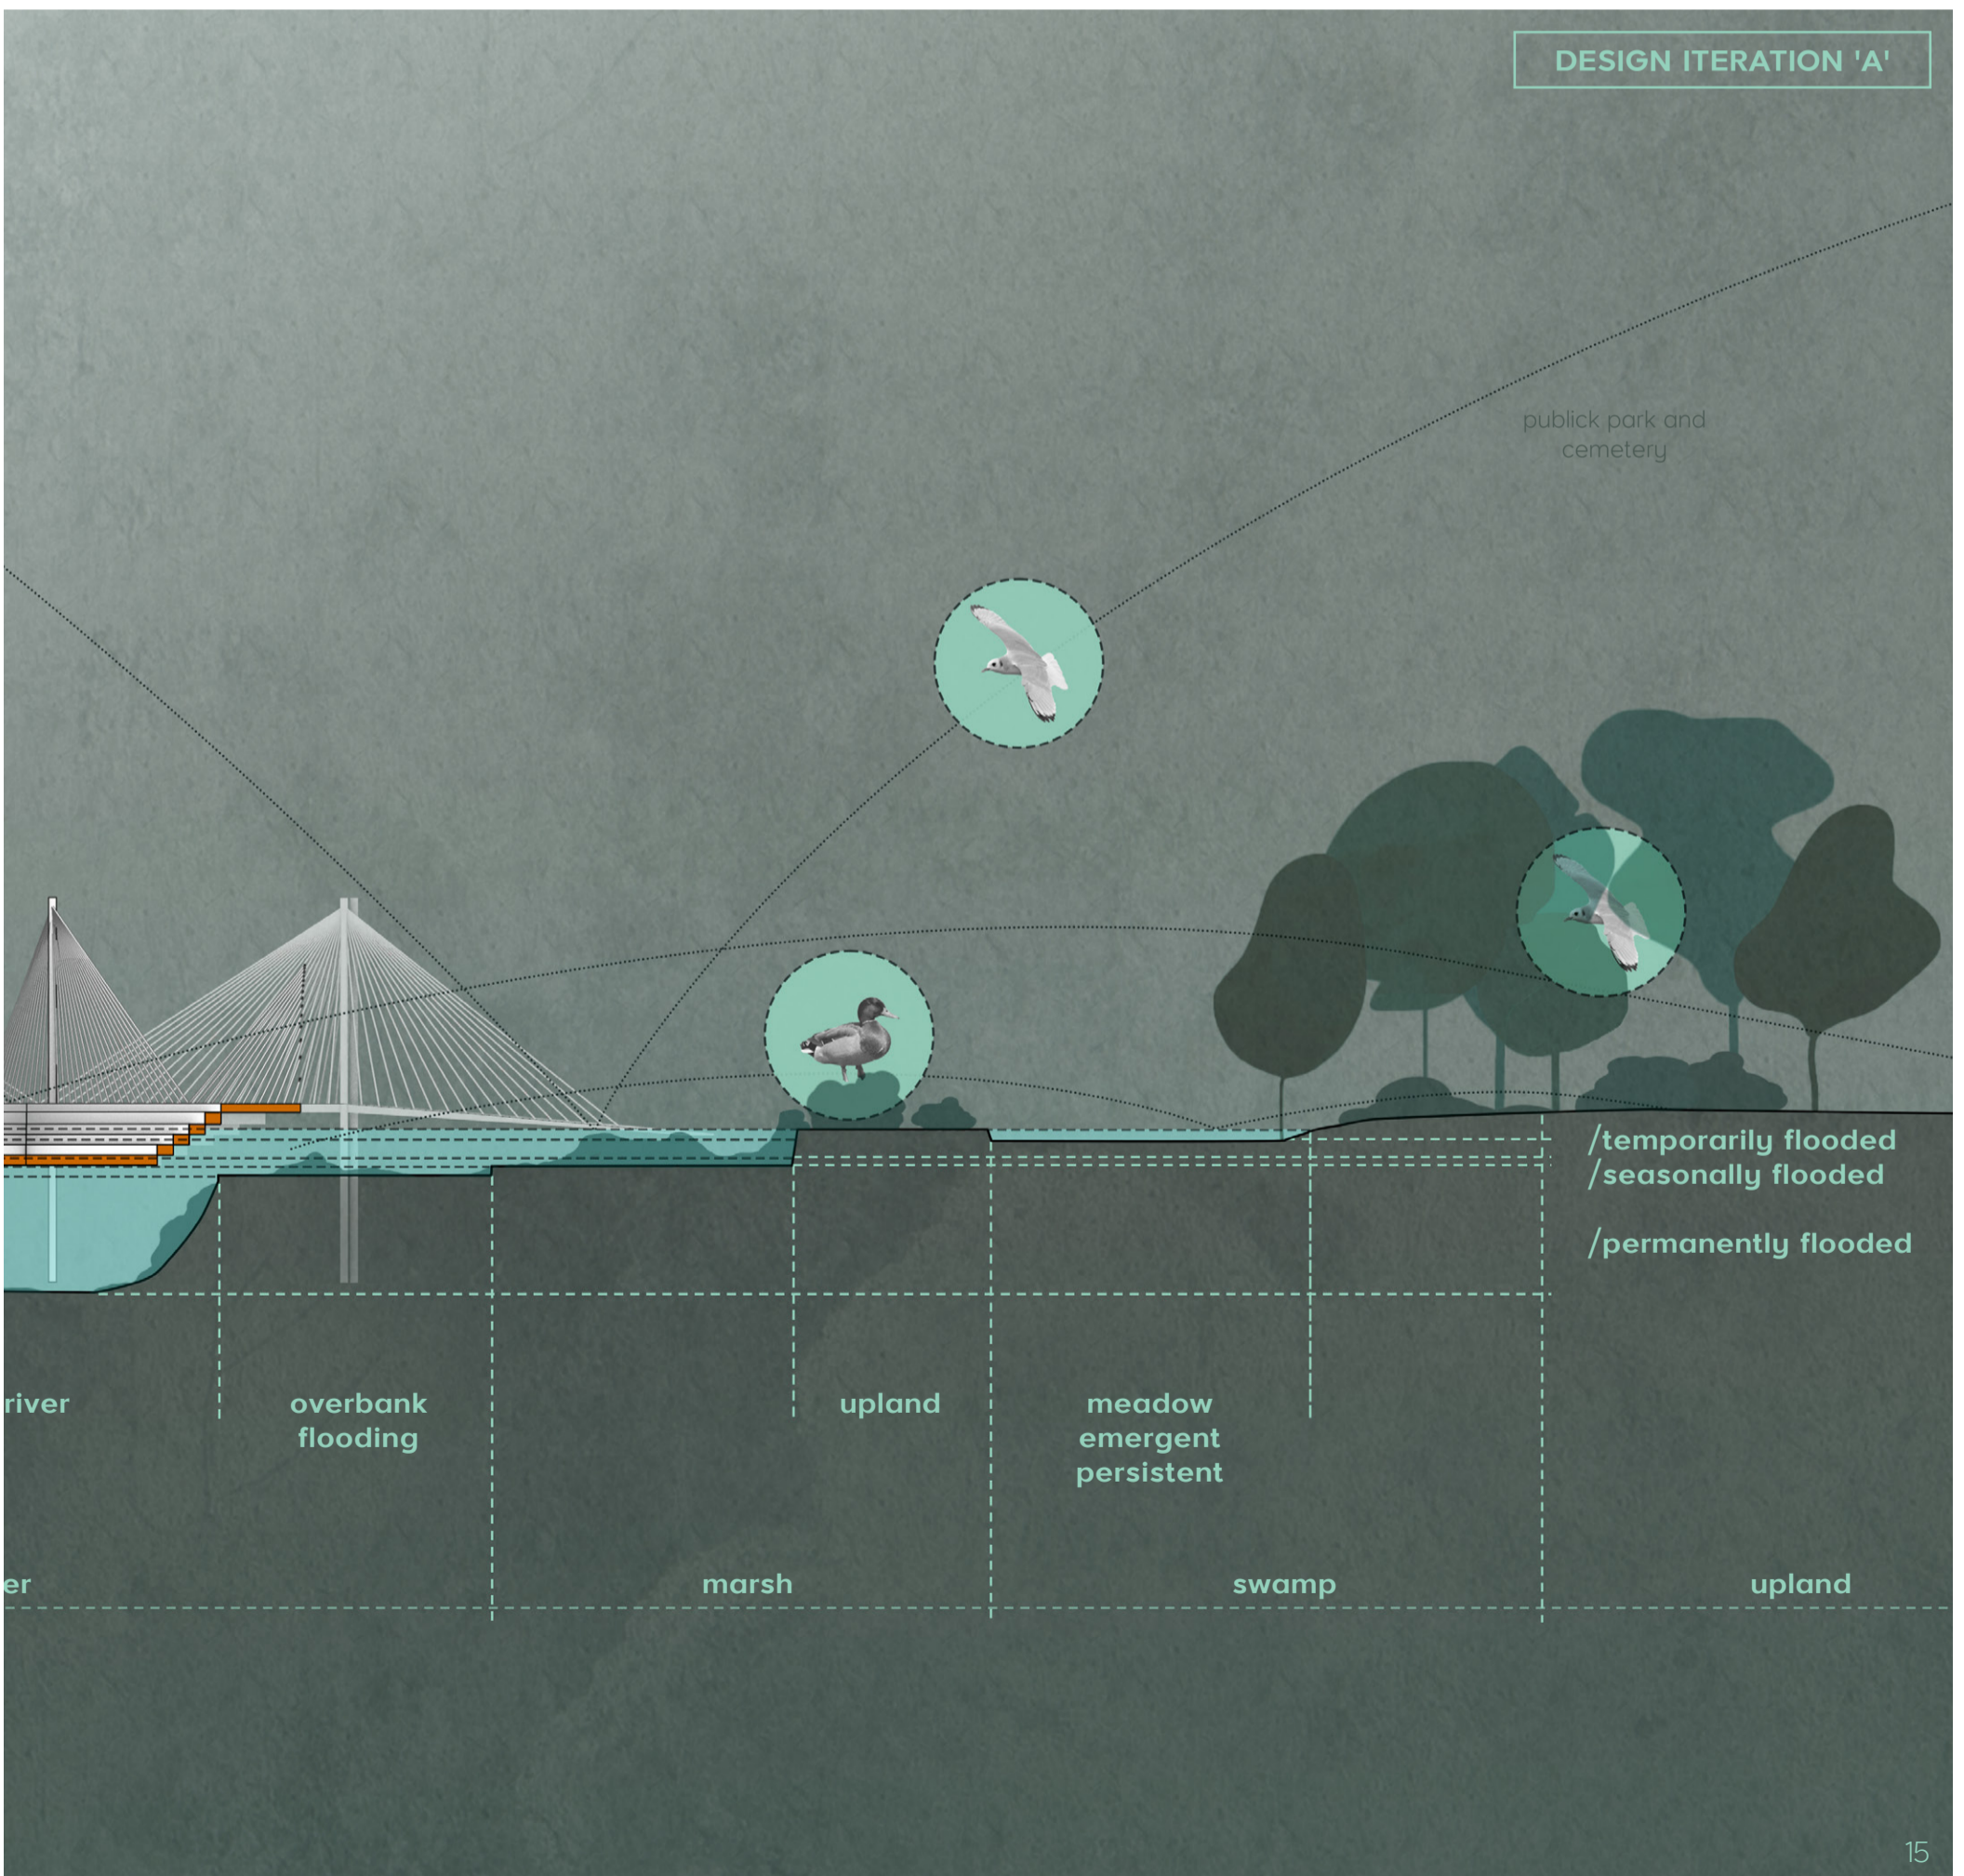 DESIGN ITERATION 'A'
publick park and
cemetery
/temporarily flooded
/seasonally flooded
/permanently flooded
river
overbank
flooding
upland
meadow
emergent
persistent
er
marsh
swamp
upland
15